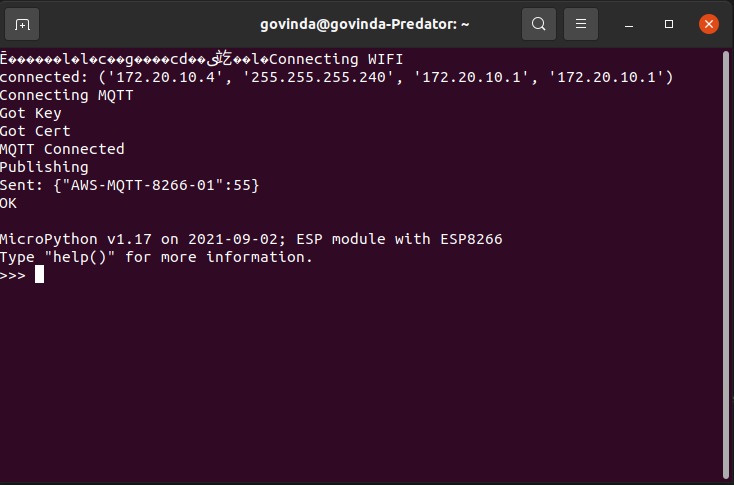 govinda@govinda-Predator: ~
Connecting WIFI
connected: ('172.20.10.4', '255.255.255.240', '172.20.10.1', '172.20.10.1')
Connecting MQTT
Got Key
Got Cert
MQTT Connected
Publishing
Sent: {"AWS-MQTT-8266-01":55}
OK
MicroPython v1.17 on 2021-09-02; ESP module with ESP8266
Type "help()" for more information.
>>>